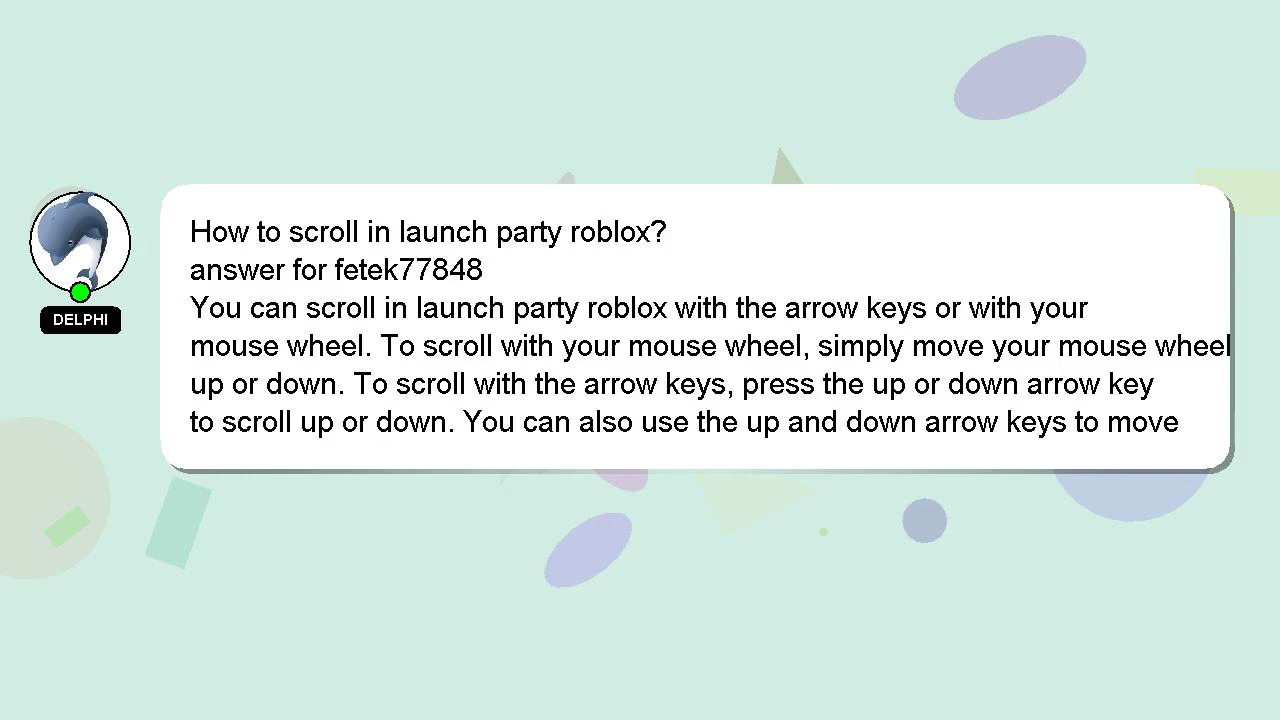 How to scroll in launch party roblox?
answer for fetek77848
You can scroll in launch party roblox with the arrow keys or with your
mouse wheel. To scroll with your mouse wheel, simply move your mouse wheel
up or down. To scroll with the arrow keys, press the up or down arrow key
to scroll up or down. You can also use the up and down arrow keys to move
DELPHI